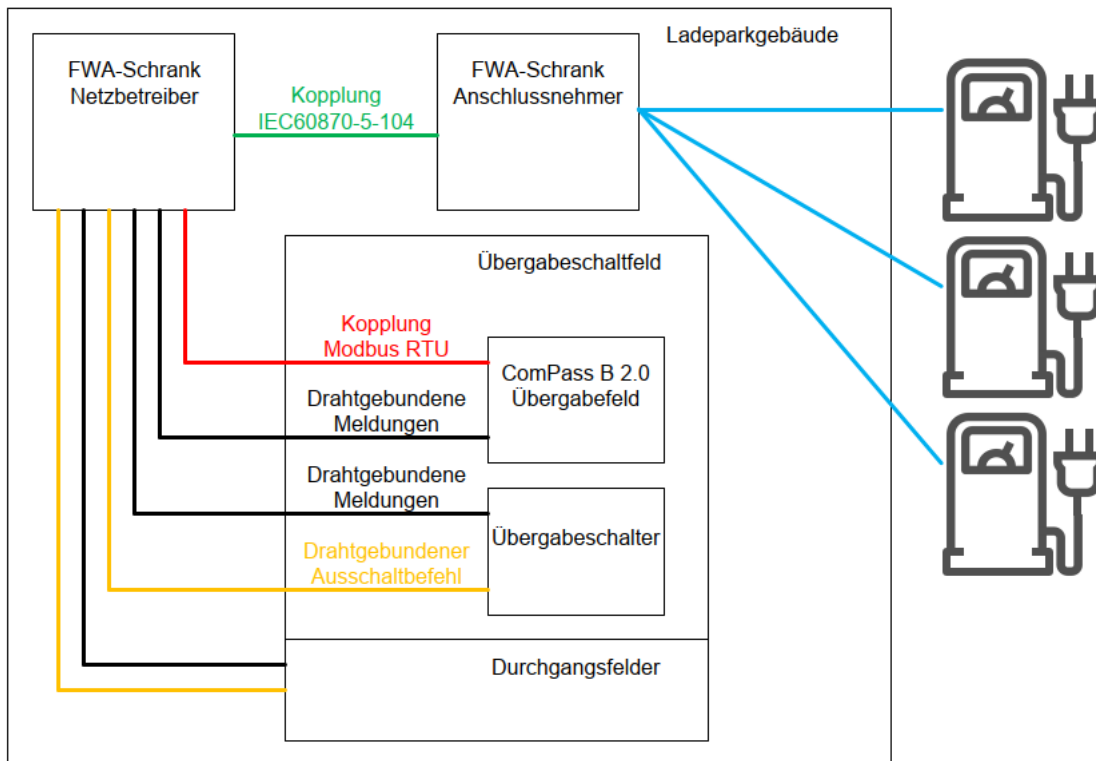 Ladeparkgebäude
FWA-Schrank
Netzbetreiber
Kopplung
IEC60870-5-104
FWA-Schrank
Anschlussnehmer
Übergabeschaltfeld
Kopplung
Modbus RTU
ComPass B 2.0
Übergabefeld
Drahtgebundene
Meldungen
Drahtgebundene
Meldungen
Übergabeschalter
Drahtgebundener
Ausschaltbefehl
Durchgangsfelder